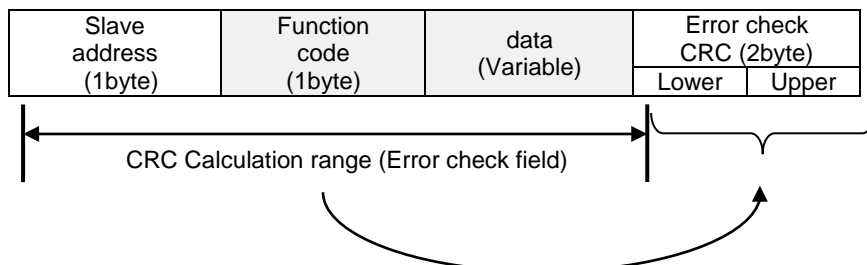 Slave
address
(1byte)
Function
code
(1byte)
data
(Variable)
Error check
CRC (2byte)
Lower
Upper
CRC Calculation range (Error check field)